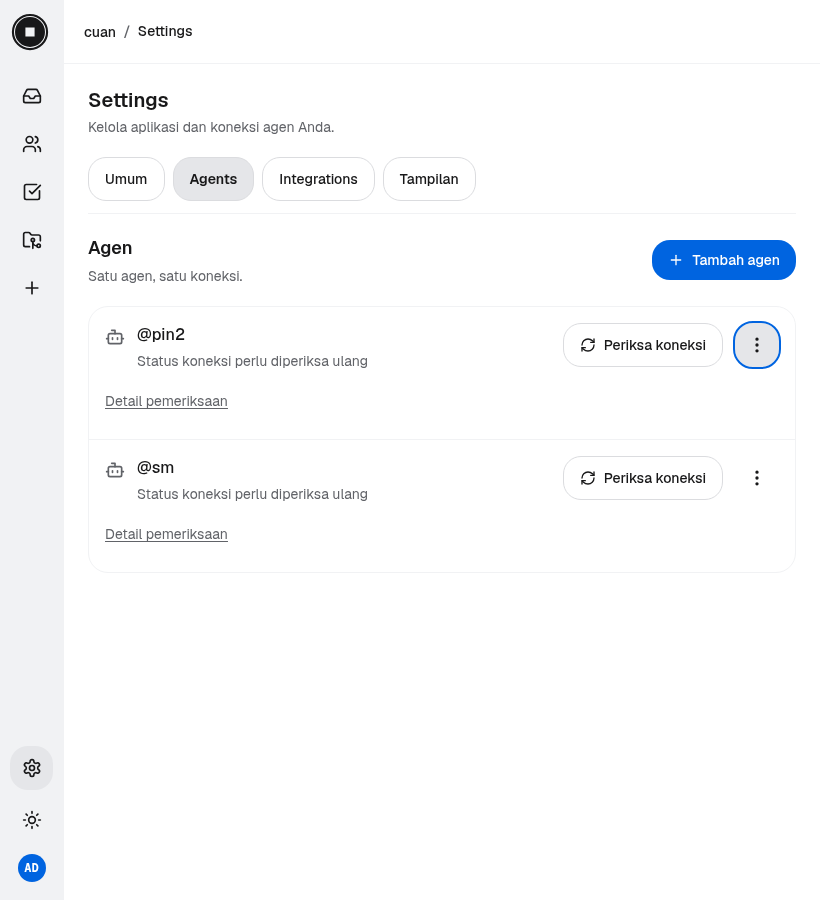 cuan / Settings
Settings
Kelola aplikasi dan koneksi agen Anda.
Umum Agents Integrations Tampilan
Agen
Satu agen, satu koneksi.
Tambah agen
@pin2
Status koneksi perlu diperiksa ulang
Periksa koneksi
Detail pemeriksaan
@sm
Status koneksi perlu diperiksa ulang
Periksa koneksi
Detail pemeriksaan
AD